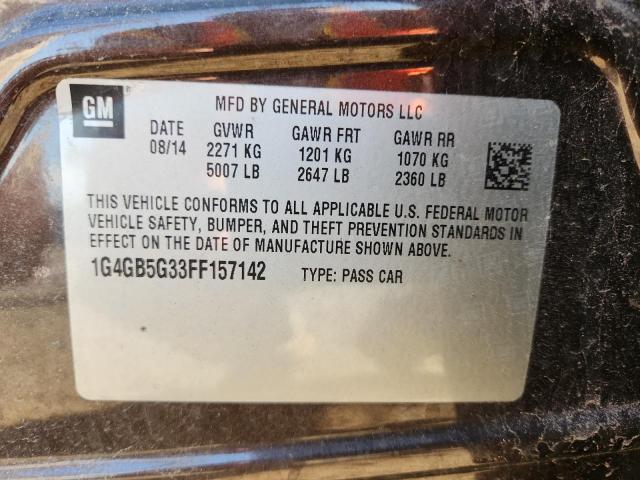 GM
MFD BY GENERAL MOTORS LLC
DATE GVWR GAWR FRT GAWR RR
08/14 2271 KG 1201 KG 1070 KG
5007 LB 2647 LB 2360 LB
THIS VEHICLE CONFORMS TO ALL APPLICABLE U.S. FEDERAL MOTOR
VEHICLE SAFETY, BUMPER, AND THEFT PREVENTION STANDARDS IN
EFFECT ON THE DATE OF MANUFACTURE SHOWN ABOVE.
1G4GB5G33FF157142 TYPE: PASS CAR